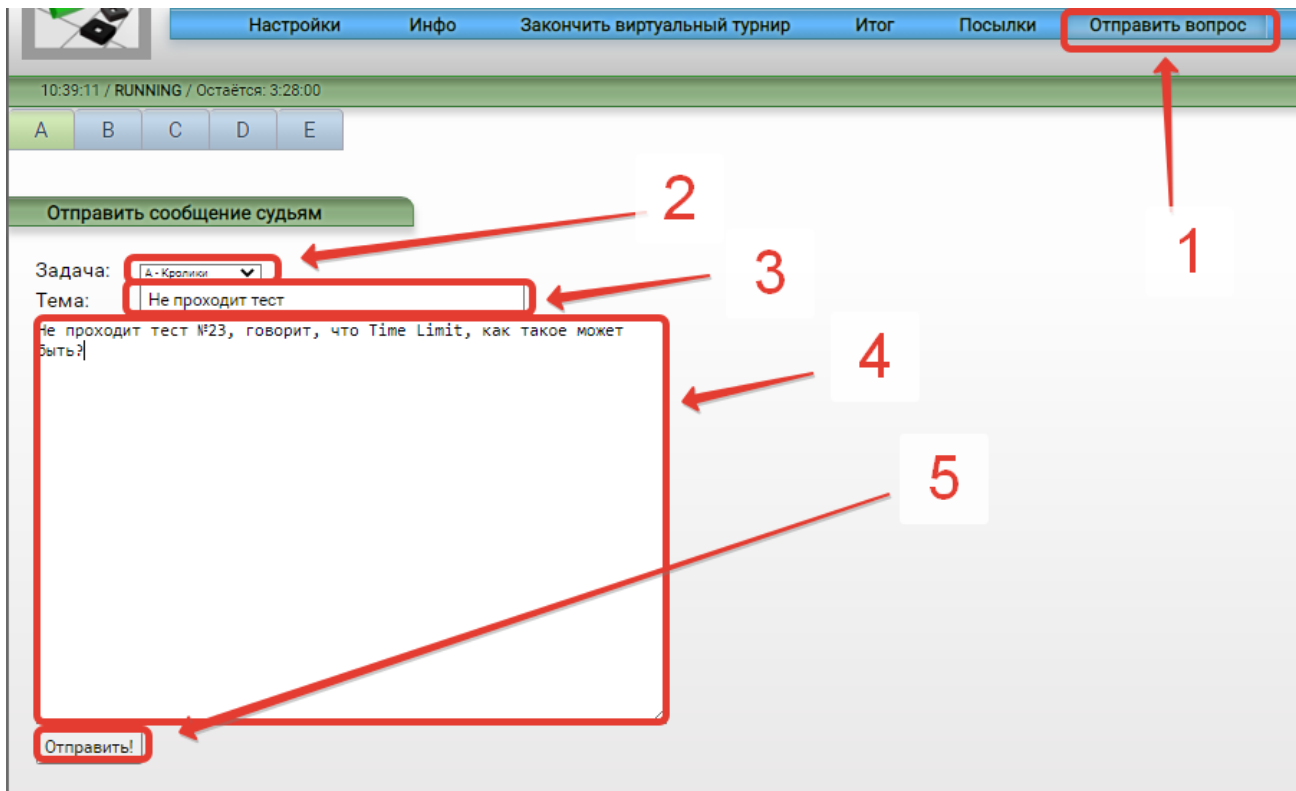 Настройки Инфо Закончить виртуальный турнир Итог Посылки Отправить вопрос
10:39:11 / RUNNING / Остаётся: 3:28:00
A B C D E
1
Отправить сообщение судьям
2
Задача: A - Кролики
3
Тема: Не проходит тест
Не проходит тест №23, говорит, что Time Limit, как такое может
быть?
4
5
Отправить!